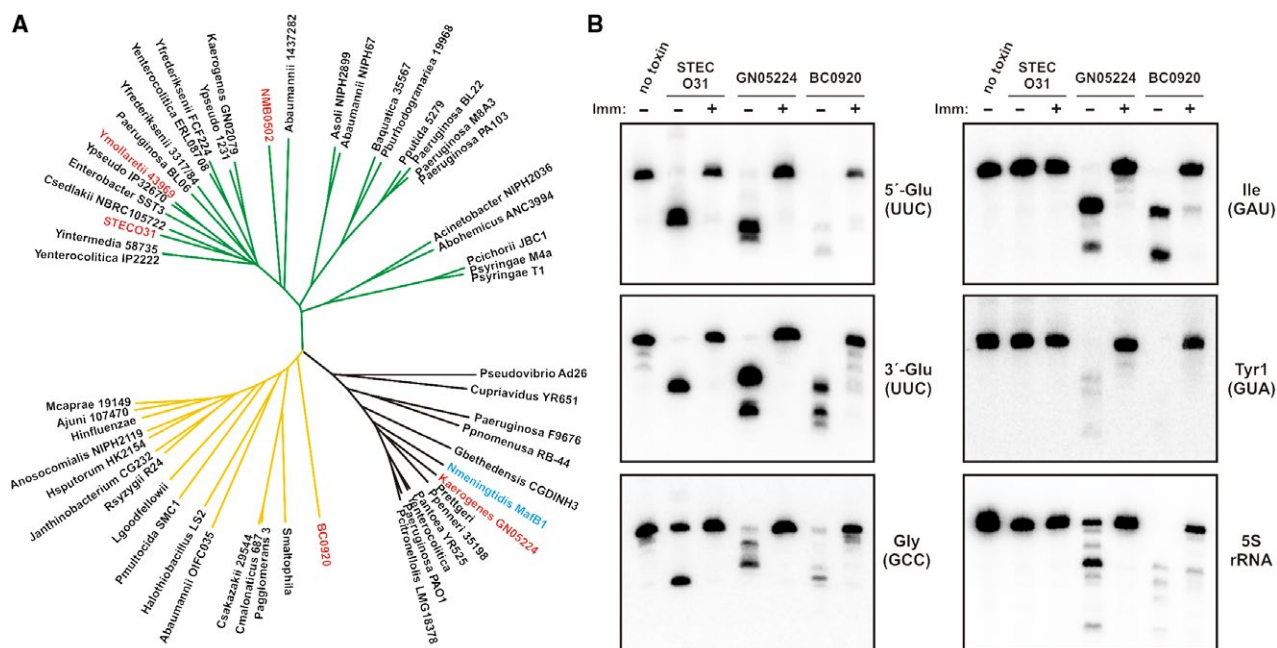 A
Yenterocolitica IP2222
Yintermedia 58735
STECO31
Csedlakii NBRC105722
Enterobacter SST3
Ypseudo IP32670
Ymollaretii 43969
Paeruginosa BL96
Yfrederiksenii 3317/84
Yenterocolitica ERL08708
Yfrederiksenii FCF224
Ypseudo 1231
Kaerogenes GN02079
NMB0502
Abaumannii 1437282
Asoli NIPH2899
Abaumannii NIPH67
Baquatica 35567
Pburhodogranariea 19968
Pputida 5279
Paeruginosa BL22
Paeruginosa M8A3
Paeruginosa PA103
Acinetobacter NIPH2036
Abohemicus ANC3994
Pcichorii JBC1
Psyringae M4a
Psyringae T1
Pseudovibrio Ad26
Cupriavidus YR651
Paeruginosa F9676
Ppnomenusa RB-44
Gbethedensis CGDINH3
Nmeningtidis MafB1
Kaerogenes GN05224
Prettgeri
Ppenneri 35198
Pantoea YR525
Yenterocolitica
Paeruginosa PAO1
Pcitronellolis LMG18378
BC0920
Smaltophila
Pagglomerans 3
Cmalonaticus 687
Csakazakii 29544
Abaumannii OIFC035
Halothiobacillus LS2
Pmultocida SMC1
Lgoodfellowii
Rsyzygii R24
Janthinobacterium CG232
Hsputorum HK2154
Anosocomialis NIPH2119
Hinfluenzae
Ajuni 107470
Mcaprae 19149
B
no toxin
STEC
O31
GN05224
BC0920
Imm: – – + – + – +
5´-Glu
(UUC)
3´-Glu
(UUC)
Gly
(GCC)
no toxin
STEC
O31
GN05224
BC0920
Imm: – – + – + – +
Ile
(GAU)
Tyr1
(GUA)
5S
rRNA